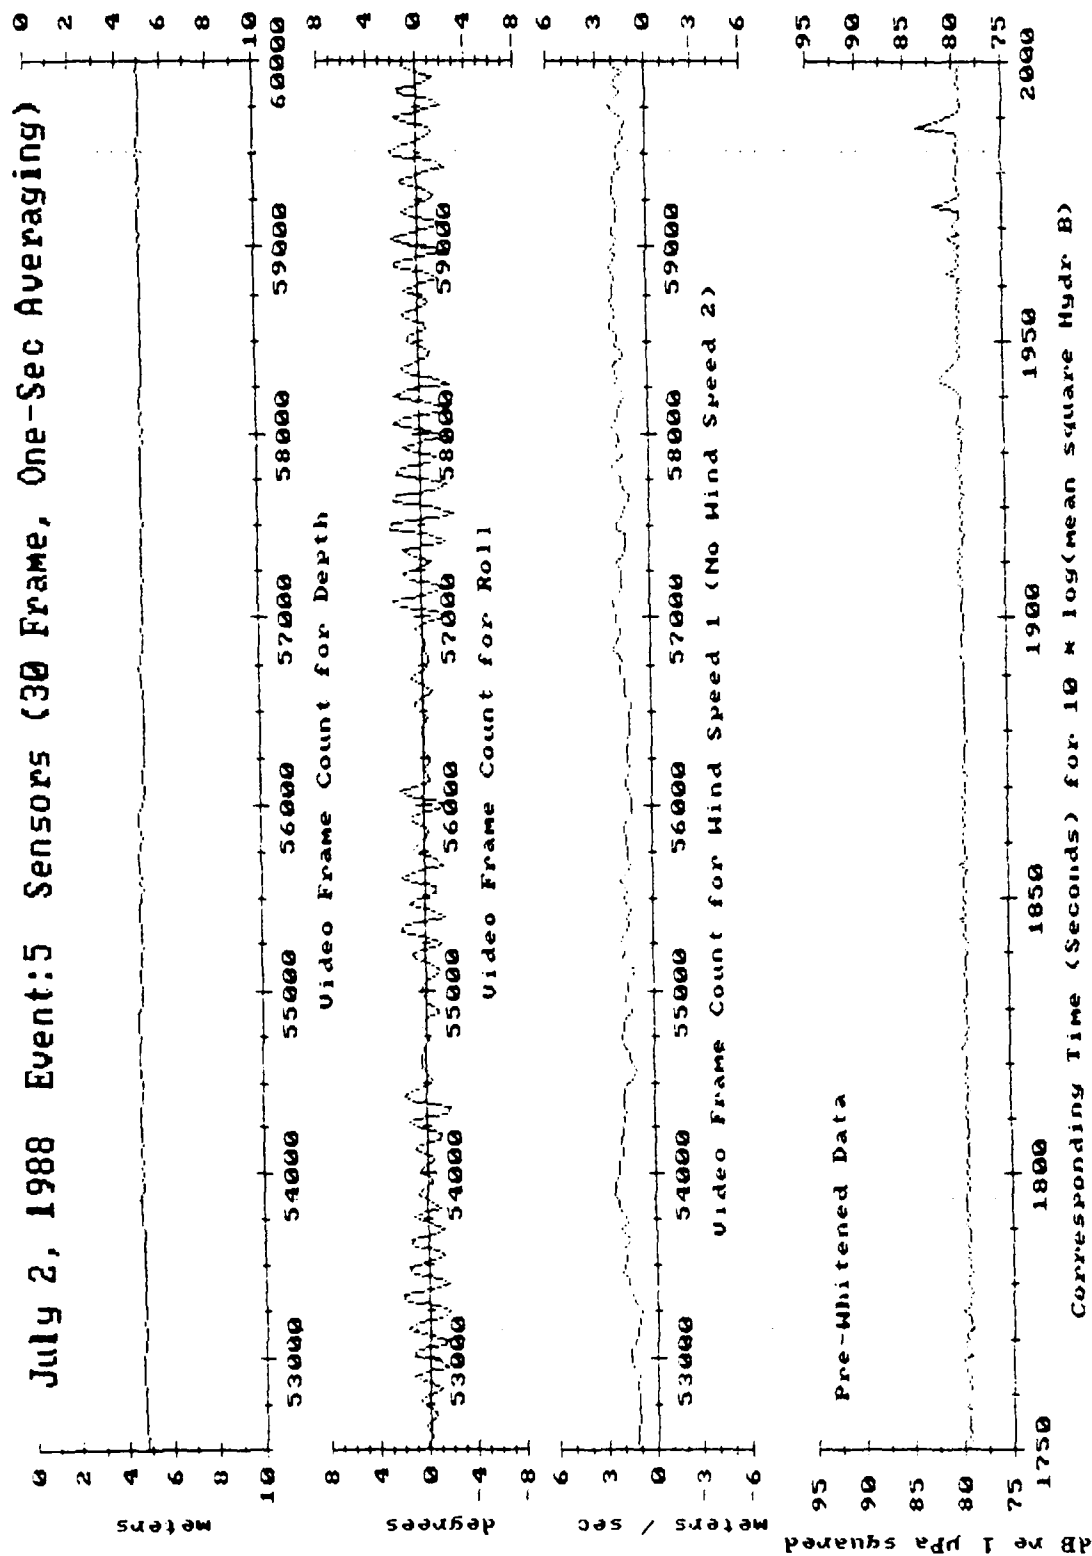 July 2, 1988 Event:5 Sensors (30 Frame, One-Sec Averaging)
0 2 4 6 8 10
meters
0 2 4 6 8 10
53000 54000 55000 56000 57000 58000 59000 60000
Video Frame Count for Depth
8 4 0 -4 -8
degrees
8 4 0 -4 -8
53000 54000 55000 56000 57000 58000 59000
Video Frame Count for Roll
6 3 0 -3 -6
meters / sec
6 3 0 -3 -6
53000 54000 55000 56000 57000 58000 59000
Video Frame Count for Wind Speed 1 (No Wind Speed 2)
Pre-Whitened Data
95 90 85 80 75
dB re 1 µPa squared
95 90 85 80 75
1750 1800 1850 1900 1950 2000
Corresponding Time (Seconds) for 10 * log(mean square Hydr B)